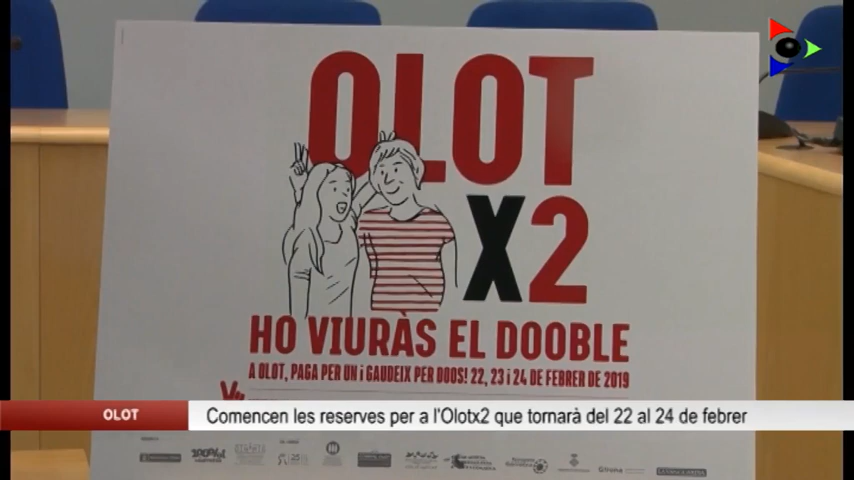 OLOT
X2
HO VIURÀS EL DOOBLE
A OLOT, PAGA PER UN i GAUDEIX PER DOOS! 22, 23 i 24 DE FEBRER DE 2019
OLOT
Comencen les reserves per a l'Olotx2 que tornarà del 22 al 24 de febrer
Girona